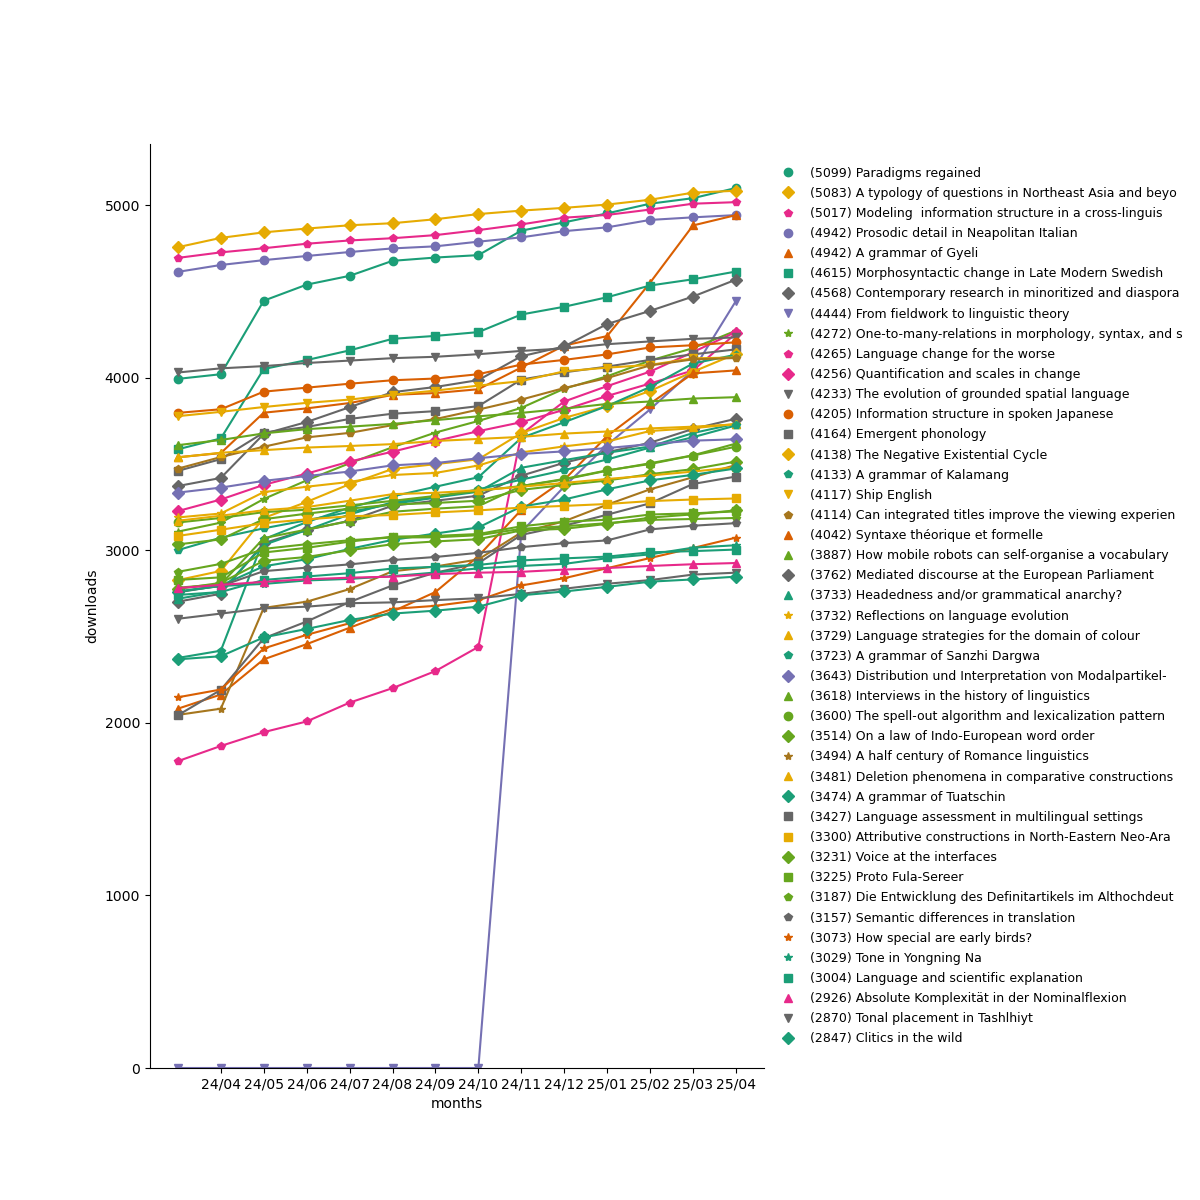 downloads
5000
4000
3000
2000
1000
0
24/04 24/05 24/06 24/07 24/08 24/09 24/10 24/11 24/12 25/01 25/02 25/03 25/04
months
(5099) Paradigms regained
(5083) A typology of questions in Northeast Asia and beyo
(5017) Modeling  information structure in a cross-linguis
(4942) Prosodic detail in Neapolitan Italian
(4942) A grammar of Gyeli
(4615) Morphosyntactic change in Late Modern Swedish
(4568) Contemporary research in minoritized and diaspora
(4444) From fieldwork to linguistic theory
(4272) One-to-many-relations in morphology, syntax, and s
(4265) Language change for the worse
(4256) Quantification and scales in change
(4233) The evolution of grounded spatial language
(4205) Information structure in spoken Japanese
(4164) Emergent phonology
(4138) The Negative Existential Cycle
(4133) A grammar of Kalamang
(4117) Ship English
(4114) Can integrated titles improve the viewing experien
(4042) Syntaxe théorique et formelle
(3887) How mobile robots can self-organise a vocabulary
(3762) Mediated discourse at the European Parliament
(3733) Headedness and/or grammatical anarchy?
(3732) Reflections on language evolution
(3729) Language strategies for the domain of colour
(3723) A grammar of Sanzhi Dargwa
(3643) Distribution und Interpretation von Modalpartikel-
(3618) Interviews in the history of linguistics
(3600) The spell-out algorithm and lexicalization pattern
(3514) On a law of Indo-European word order
(3494) A half century of Romance linguistics
(3481) Deletion phenomena in comparative constructions
(3474) A grammar of Tuatschin
(3427) Language assessment in multilingual settings
(3300) Attributive constructions in North-Eastern Neo-Ara
(3231) Voice at the interfaces
(3225) Proto Fula-Sereer
(3187) Die Entwicklung des Definitartikels im Althochdeut
(3157) Semantic differences in translation
(3073) How special are early birds?
(3029) Tone in Yongning Na
(3004) Language and scientific explanation
(2926) Absolute Komplexität in der Nominalflexion
(2870) Tonal placement in Tashlhiyt
(2847) Clitics in the wild